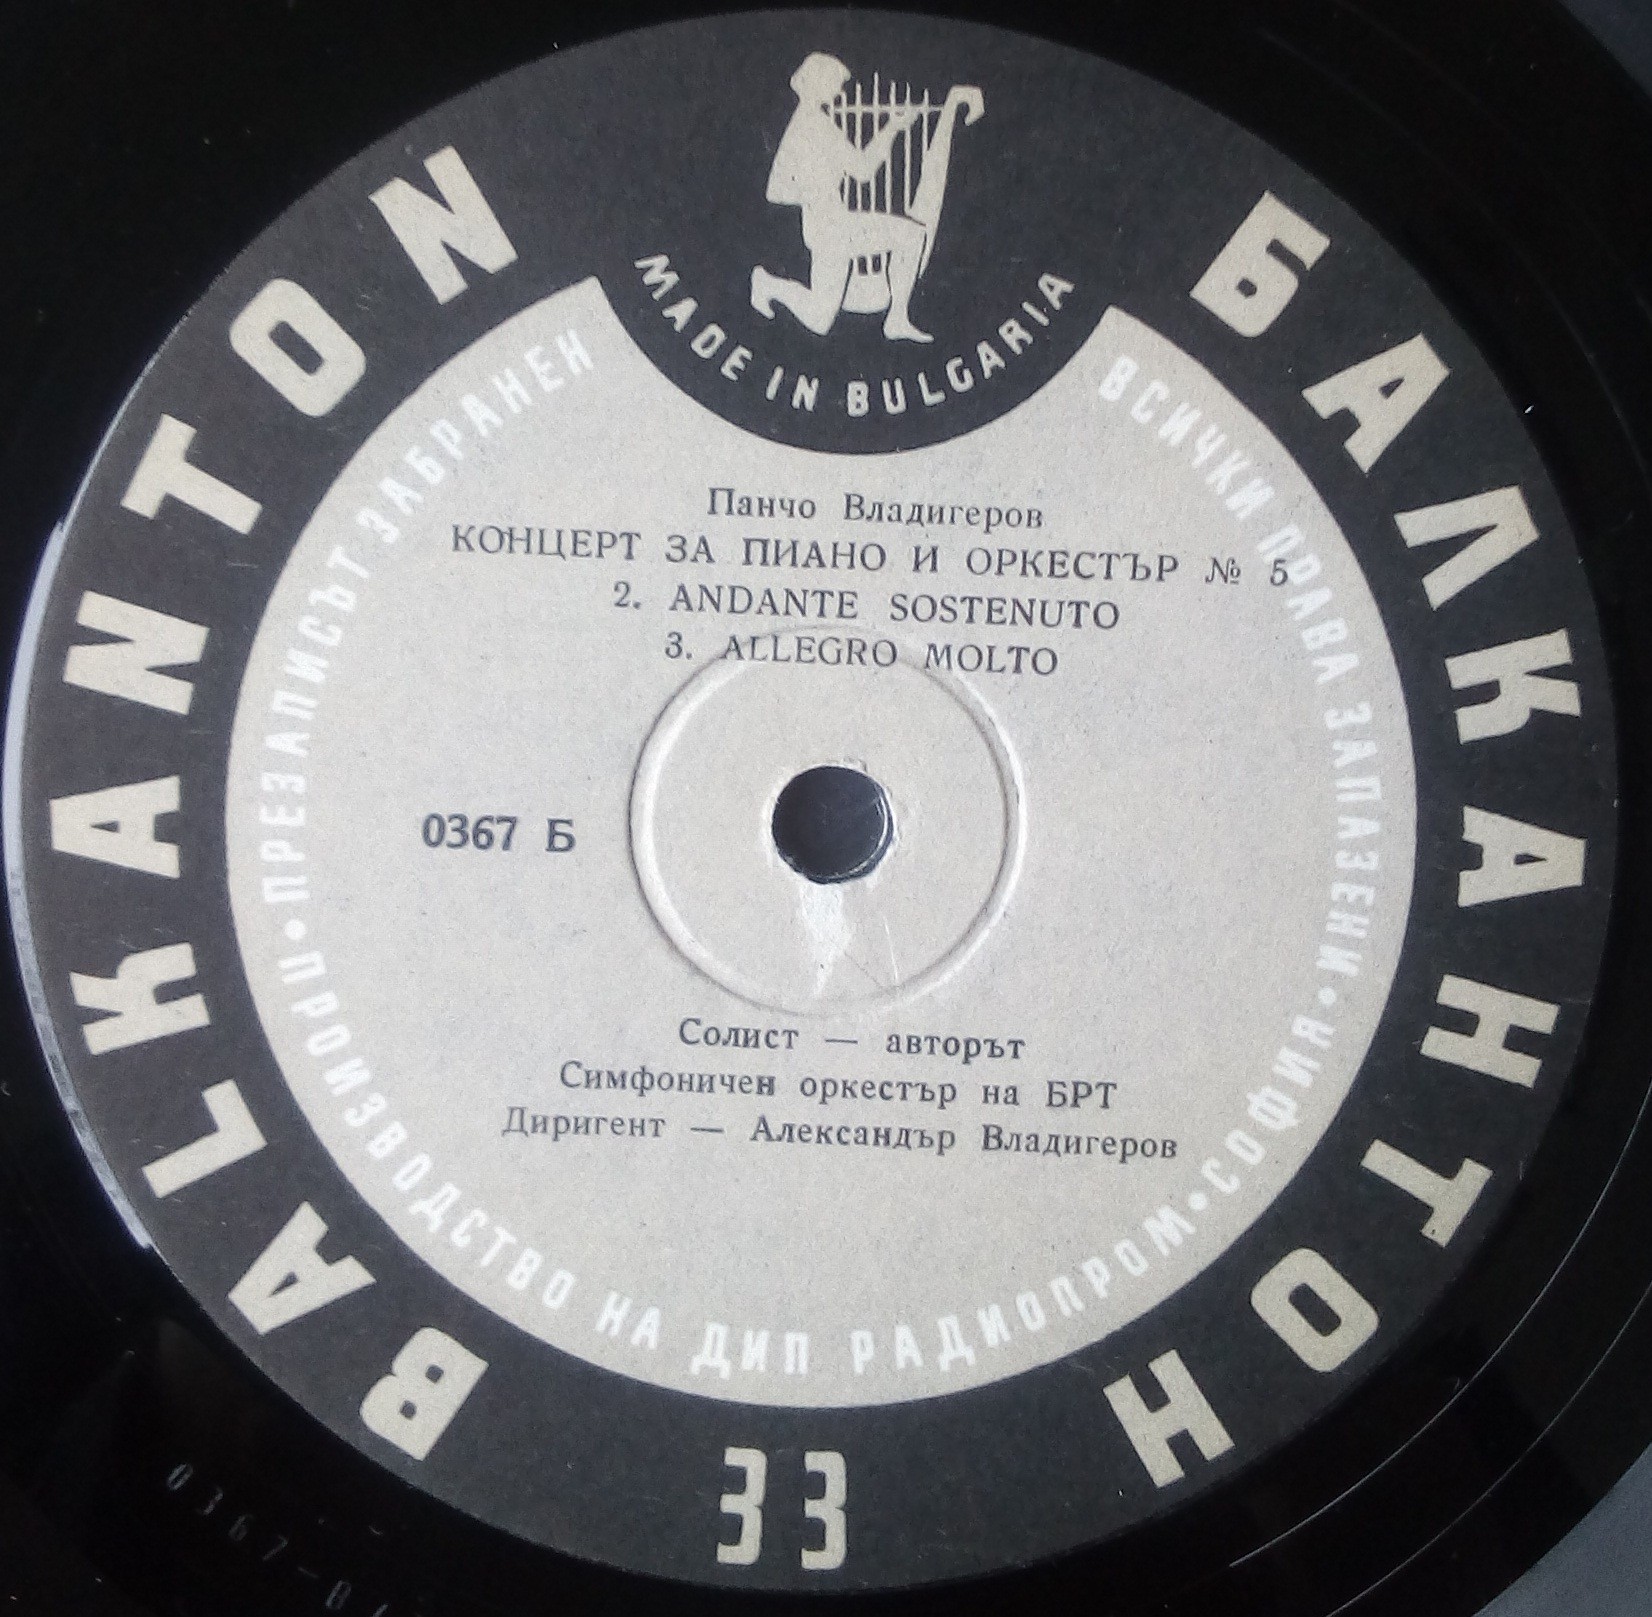 BALKANTON
БАЛКАНТОН
MADE IN BULGARIA
ПРЕЗАПИСЪТ ЗАБРАНЕН
ВСИЧКИ ПРАВА ЗАПАЗЕНИ • СОФИЯ •
Панчо Владигеров
КОНЦЕРТ ЗА ПИАНО И ОРКЕСТЪР № 5
2. ANDANTE SOSTENUTO
3. ALLEGRO MOLTO
0367 Б
Солист — авторът
Симфоничен оркестър на БРТ
Диригент — Александър Владигеров
• ПРОИЗВОДСТВО НА ДИП РАДИОПРОМ
33
0367-B